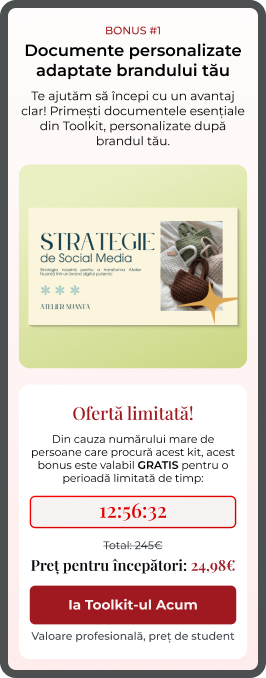 BONUS #1
Documente personalizate
adaptate brandului tău
Te ajutăm să începi cu un avantaj
clar! Primești documentele esențiale
din Toolkit, personalizate după
brandul tău.
STRATEGIE
de Social Media
Strategia noastră pentru a transforma Atelier
într-un brand digital puternic
Ofertă limitată!
Din cauza numărului mare de
persoane care procură acest kit, acest
bonus este valabil GRATIS pentru o
perioadă limitată de timp:
12:56:32
Total: 245€
Preț pentru începători: 24,98€
Ia Toolkit-ul Acum
Valoare profesională, preț de student